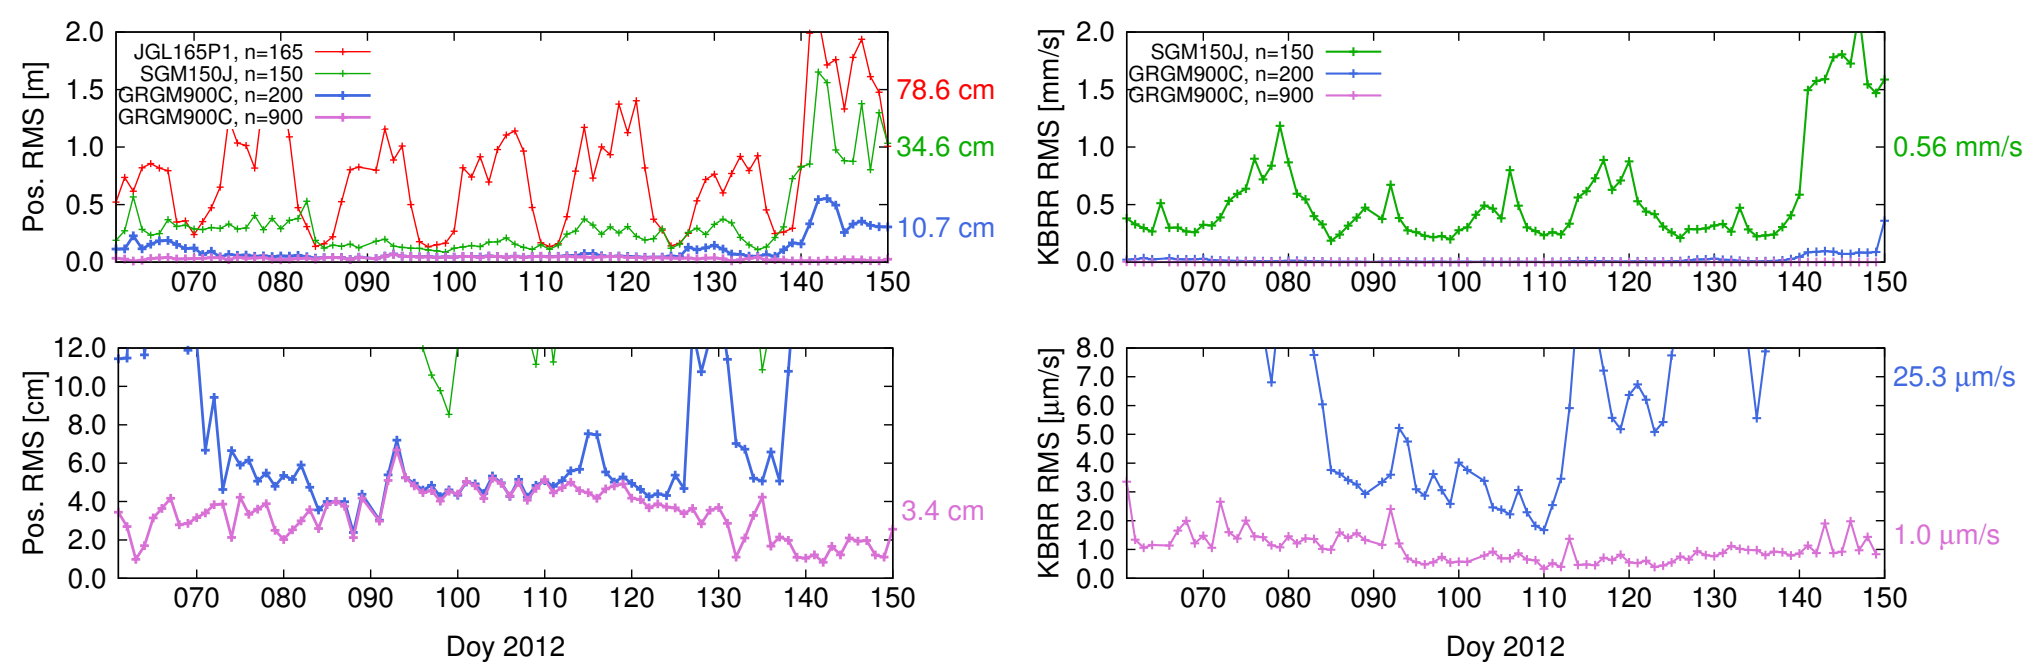 2.0
1.5
1.0
0.5
0.0
Pos. RMS [m]
JGL165P1, n=165
SGM150J, n=150
GRGM900C, n=200
GRGM900C, n=900
78.6 cm
34.6 cm
10.7 cm
070 080 090 100 110 120 130 140 150
2.0
1.5
1.0
0.5
0.0
KBRR RMS [mm/s]
SGM150J, n=150
GRGM900C, n=200
GRGM900C, n=900
0.56 mm/s
070 080 090 100 110 120 130 140 150
12.0
10.0
8.0
6.0
4.0
2.0
0.0
Pos. RMS [cm]
3.4 cm
070 080 090 100 110 120 130 140 150
Doy 2012
8.0
7.0
6.0
5.0
4.0
3.0
2.0
1.0
0.0
KBRR RMS [μm/s]
25.3 μm/s
1.0 μm/s
070 080 090 100 110 120 130 140 150
Doy 2012